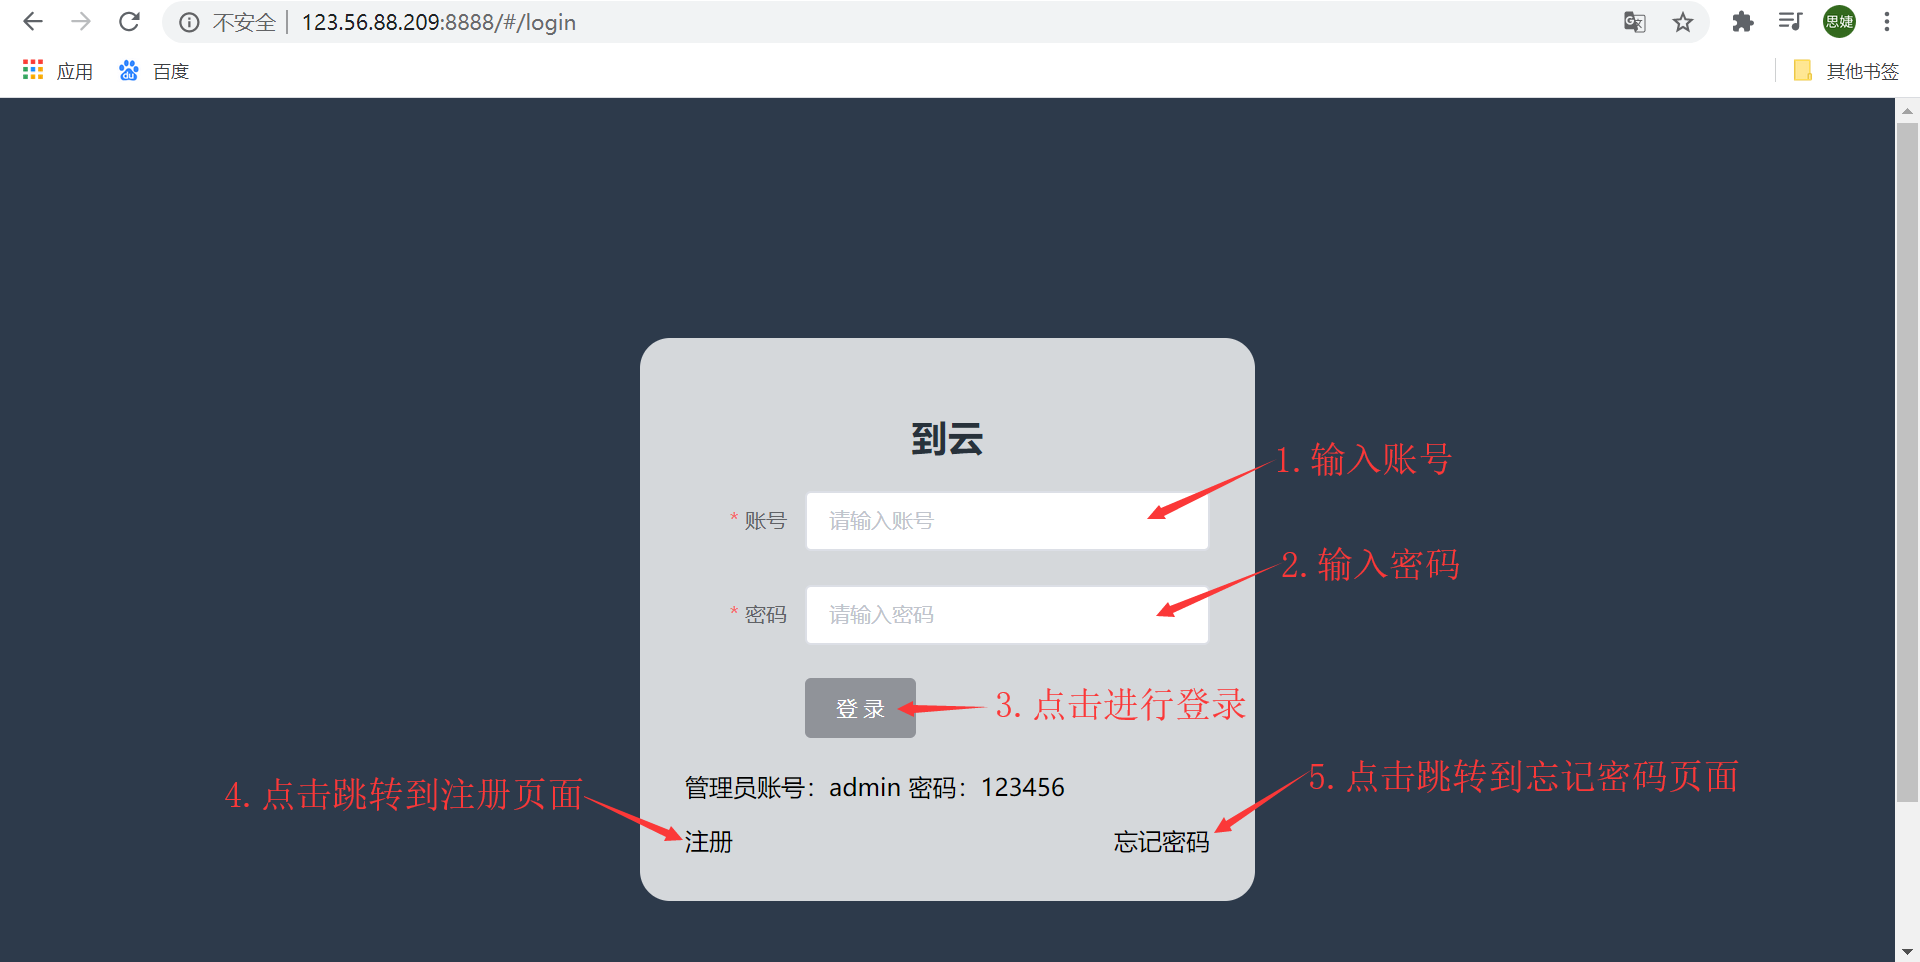 不安全 | 123.56.88.209:8888/#/login
思婕
应用 百度 其他书签
到云
1.输入账号
* 账号 请输入账号
2.输入密码
* 密码 请输入密码
登录 3.点击进行登录
管理员账号：admin 密码：123456
4.点击跳转到注册页面
5.点击跳转到忘记密码页面
注册 忘记密码